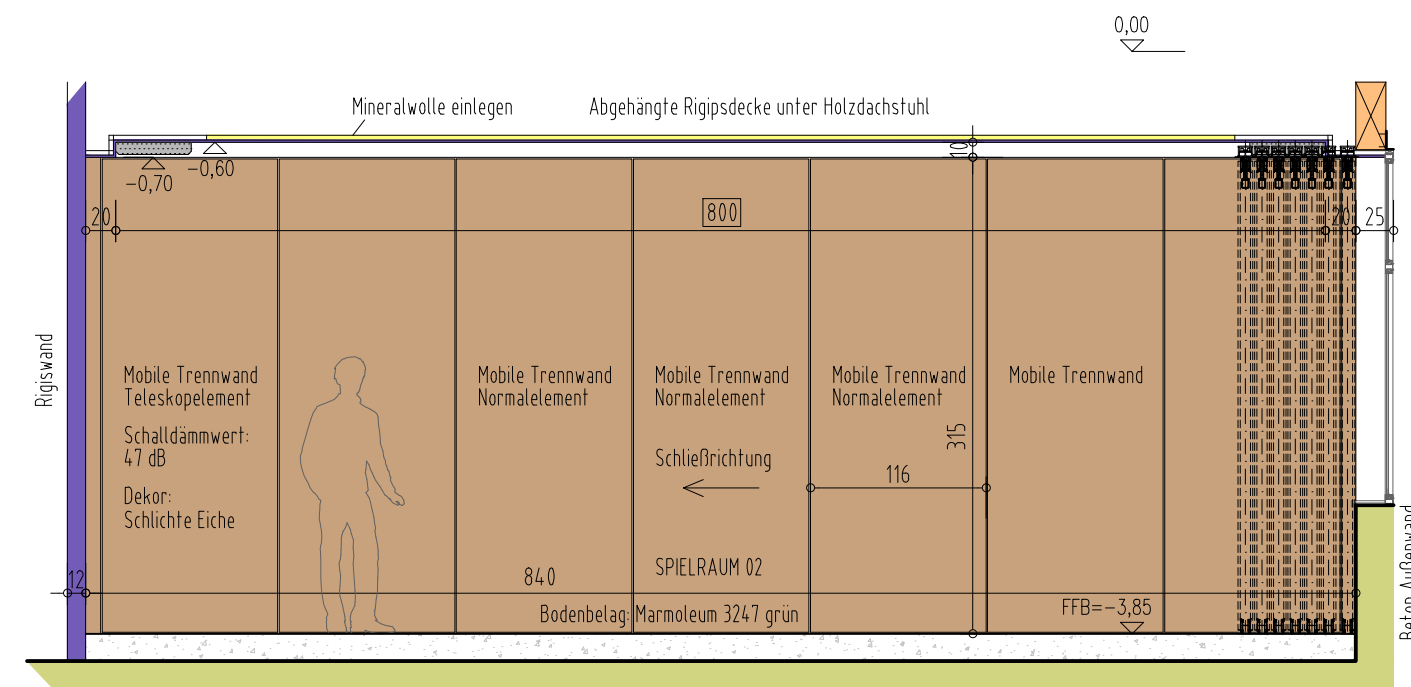 0,00
Mineralwolle einlegen
Abgehängte Rigipsdecke unter Holzdachstuhl
10
-0,60
-0,70
20
800
20
25
Rigiswand
Mobile Trennwand
Teleskopelement
Schalldämmwert:
47 dB
Dekor:
Schlichte Eiche
Mobile Trennwand
Normalelement
Mobile Trennwand
Normalelement
Schließrichtung
Mobile Trennwand
Normalelement
Mobile Trennwand
315
116
SPIELRAUM 02
12
840
Bodenbelag: Marmoleum 3247 grün
FFB=-3,85
Beton Außenwand